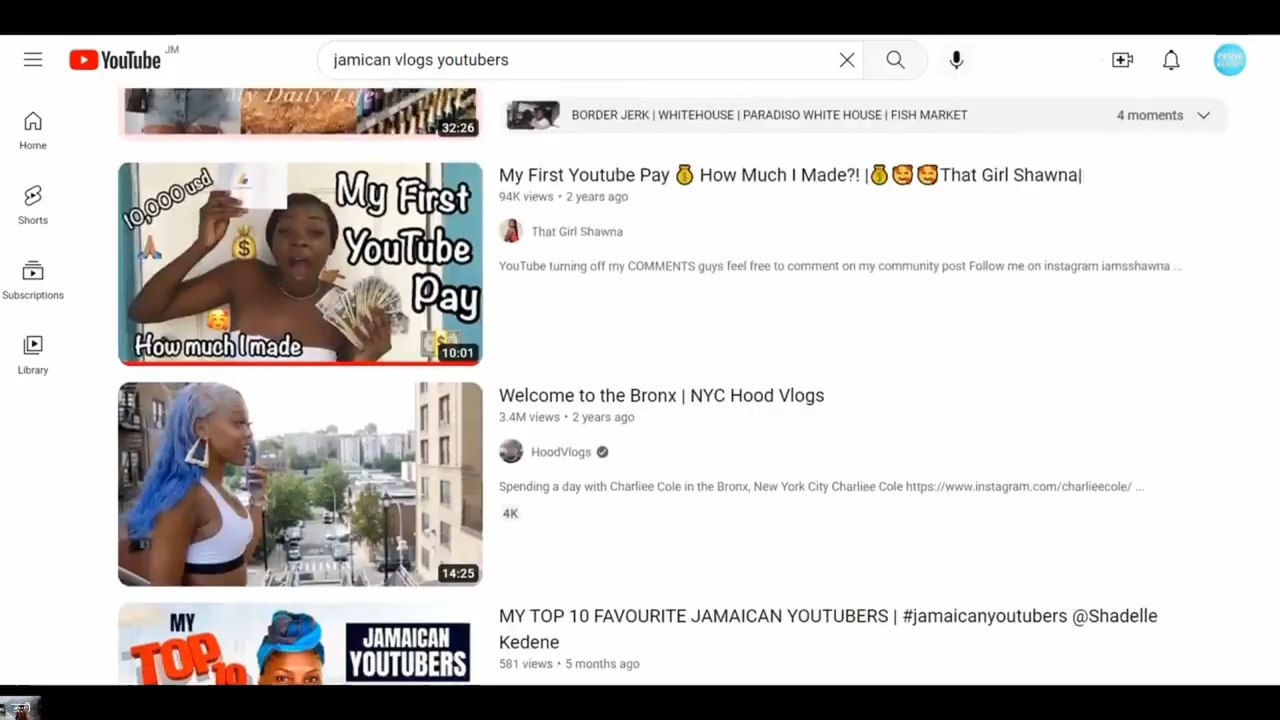 YouTube JM
jamican vlogs youtubers
Home
Shorts
Subscriptions
Library
My Daily Life
32:26
BORDER JERK | WHITEHOUSE | PARADISO WHITE HOUSE | FISH MARKET
4 moments
10,000 usd
My First
YouTube
Pay
How much I made
10:01
My First Youtube Pay 💰 How Much I Made?! |💰🥰🥰That Girl Shawna|
94K views • 2 years ago
That Girl Shawna
YouTube turning off my COMMENTS guys feel free to comment on my community post Follow me on instagram iamsshawna ...
14:25
Welcome to the Bronx | NYC Hood Vlogs
3.4M views • 2 years ago
HoodVlogs
Spending a day with Charliee Cole in the Bronx, New York City Charliee Cole https://www.instagram.com/charlieecole/ ...
4K
MY
TOP
10
JAMAICAN
YOUTUBERS
MY TOP 10 FAVOURITE JAMAICAN YOUTUBERS | #jamaicanyoutubers @Shadelle
Kedene
581 views • 5 months ago